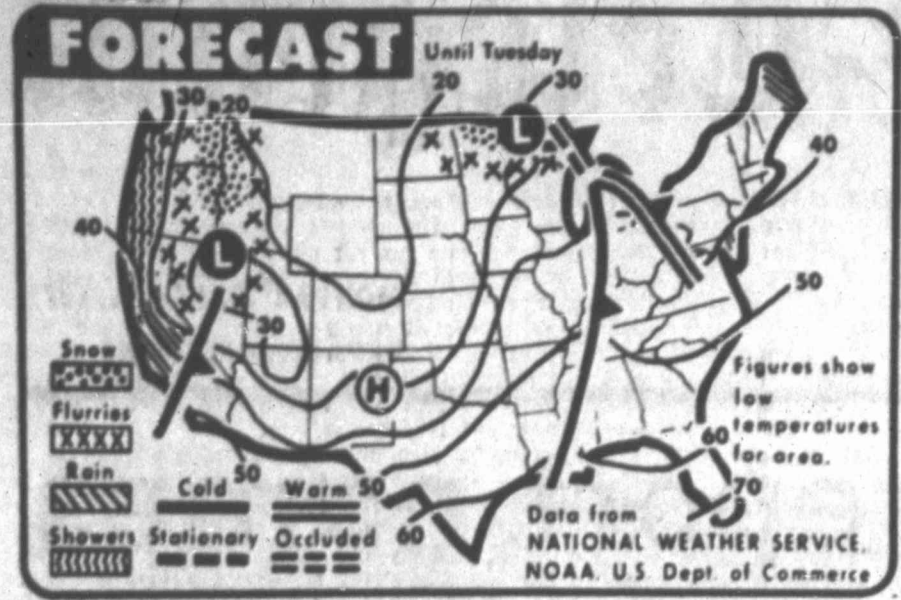 FORECAST
Until Tuesday
30
20
20
30
40
40
L
L
50
30
H
Snow
Flurries
XXXX
Rain
Showers
Figures show
low
temperatures
for area.
60
70
50
50
60
Cold
Warm
Stationary
Occluded
Data from
NATIONAL WEATHER SERVICE,
NOAA, U.S. Dept. of Commerce